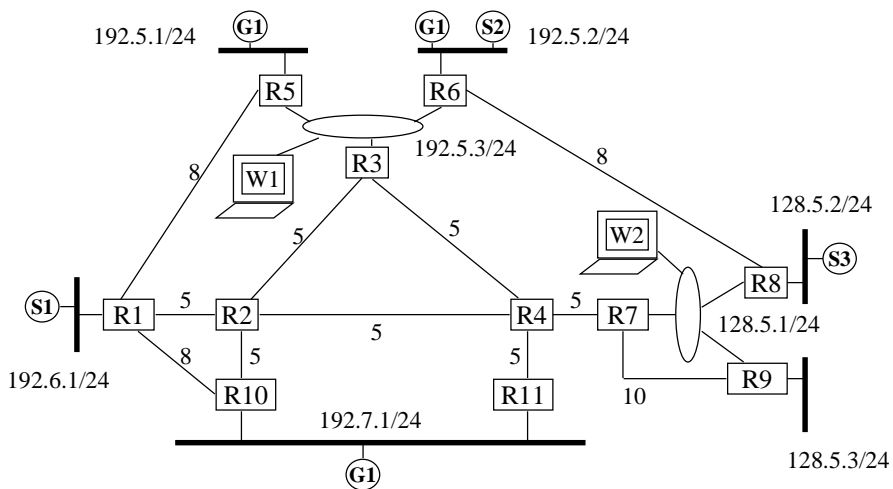 G1
G1
S2
192.5.1/24
192.5.2/24
R5
R6
192.5.3/24
8
W1
R3
8
128.5.2/24
5
5
W2
S3
R8
S1
5
5
R1
R2
R4
R7
128.5.1/24
5
8
5
5
192.6.1/24
R10
R11
R9
10
192.7.1/24
128.5.3/24
G1